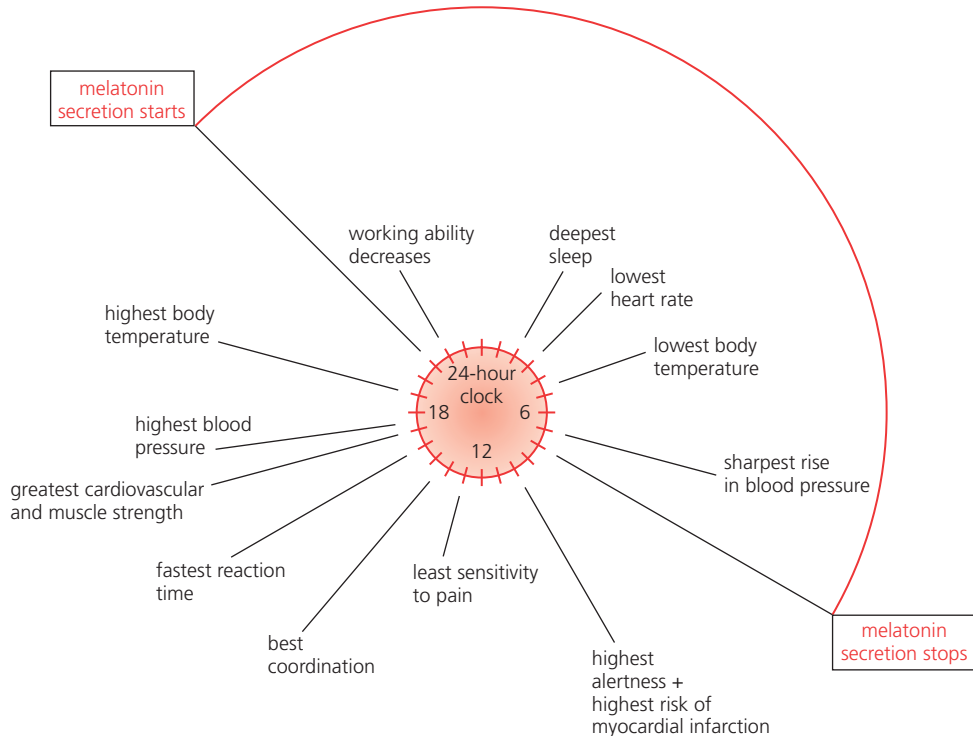 melatonin
secretion starts
working ability
decreases
deepest
sleep
lowest
heart rate
highest body
temperature
lowest body
temperature
24-hour
clock
18
6
12
highest blood
pressure
sharpest rise
in blood pressure
greatest cardiovascular
and muscle strength
fastest reaction
time
least sensitivity
to pain
best
coordination
melatonin
secretion stops
highest
alertness +
highest risk of
myocardial infarction